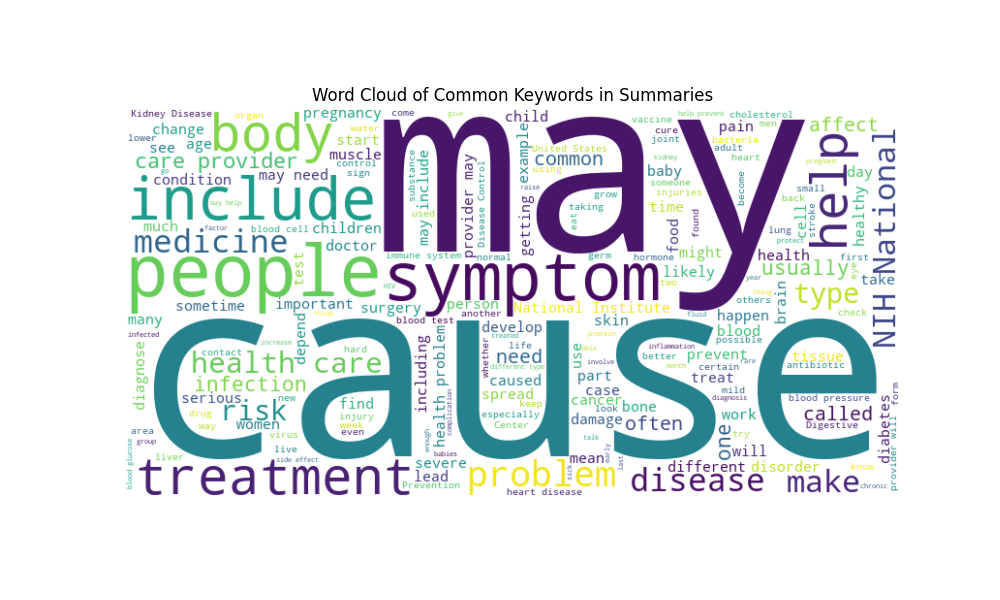 Word Cloud of Common Keywords in Summaries
Kidney Disease
organ
pregnancy
come
may
give
child
vaccine
help prevent
cholesterol
lower
change
age
body
water
start
cure
men
pain
affect
see
muscle
United States
joint
bacteria
adult
care provider
control
sign
substance
may include
provider may
Disease Control
getting
example
common
using
baby
kidney
heart
pregnant
help
National
condition
may need
include
go
may help
used
raise
taking
eat
grow
someone
injuries
become
small
back
day
healthy
take
much
factor
blood cell
children
time
found
cell
stroke
protect
medicine
doctor
test
immune system
normal
germ
hormone
food
might
lung
health
first
eye
people
HIV
symptom
two
likely
year
brain
usually
type
NIH
sometime
important
surgery
person
another
National Institute
thing
others
check
many
think
blood test
develop
skin
fluid
happen
blood
possible
infected
cause
increase
depend
contact
hard
health care
health problem
including
whether
life
treated
protein
able
need
different type
use
involve
inflammation
better
certain
prevent
rare
tissue
antibiotic
diagnose
infection
caused
part
month
treat
mild
diagnosis
serious
new
find
spread
keep
case
cancer
bone
blood pressure
drug
risk
injury
especially
look
damage
often
work
called
way
women
week
Center
one
try
Digestive
diabetes
provider will
form
area
group
virus
even
enough
complication
talk
early
last
will
liver
live
side effect
babies
severe
mean
sick
different
disorder
know
blood glucose
treatment
lead
Prevention
problem
heart disease
disease
make
chronic